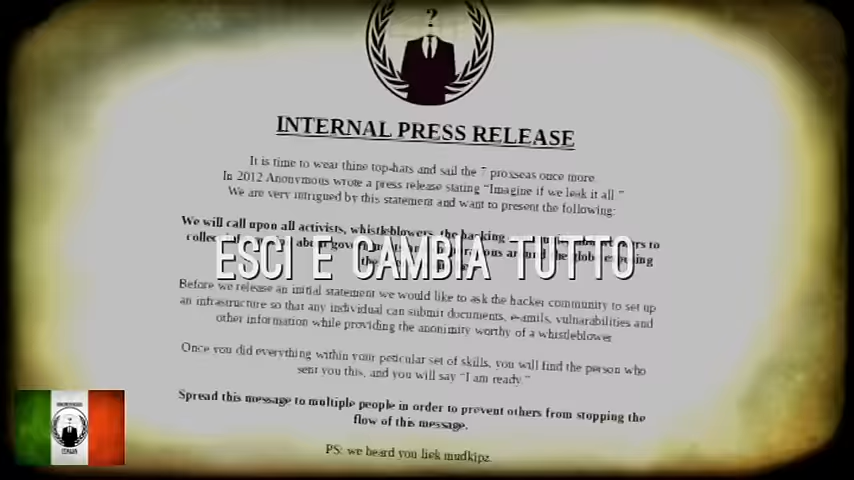 ?
INTERNAL PRESS RELEASE
It is time to wear thine top-hats and sail the 7 proxseas once more.
In 2012 Anonymous wrote a press release stating "Imagine if we leak it all."
We are very intrigued by this statement and want to present the following:
We will call upon all activists, whistleblowers, the hacking
to
the globe exposing
ESCI E CAMBIA TUTTO
Before we release an initial statement we would like to ask the hacker community to set up
an infrastructure so that any individual can submit documents, e-amils, vulnarabilities and
other information while providing the anonimity worthy of a whistleblower
Once you did everything within your peticular set of skills, you will find the person who
sent you this, and you will say "I am ready."
Spread this message to multiple people in order to prevent others from stopping the
flow of this message.
PS: we heard you liek mudkipz.